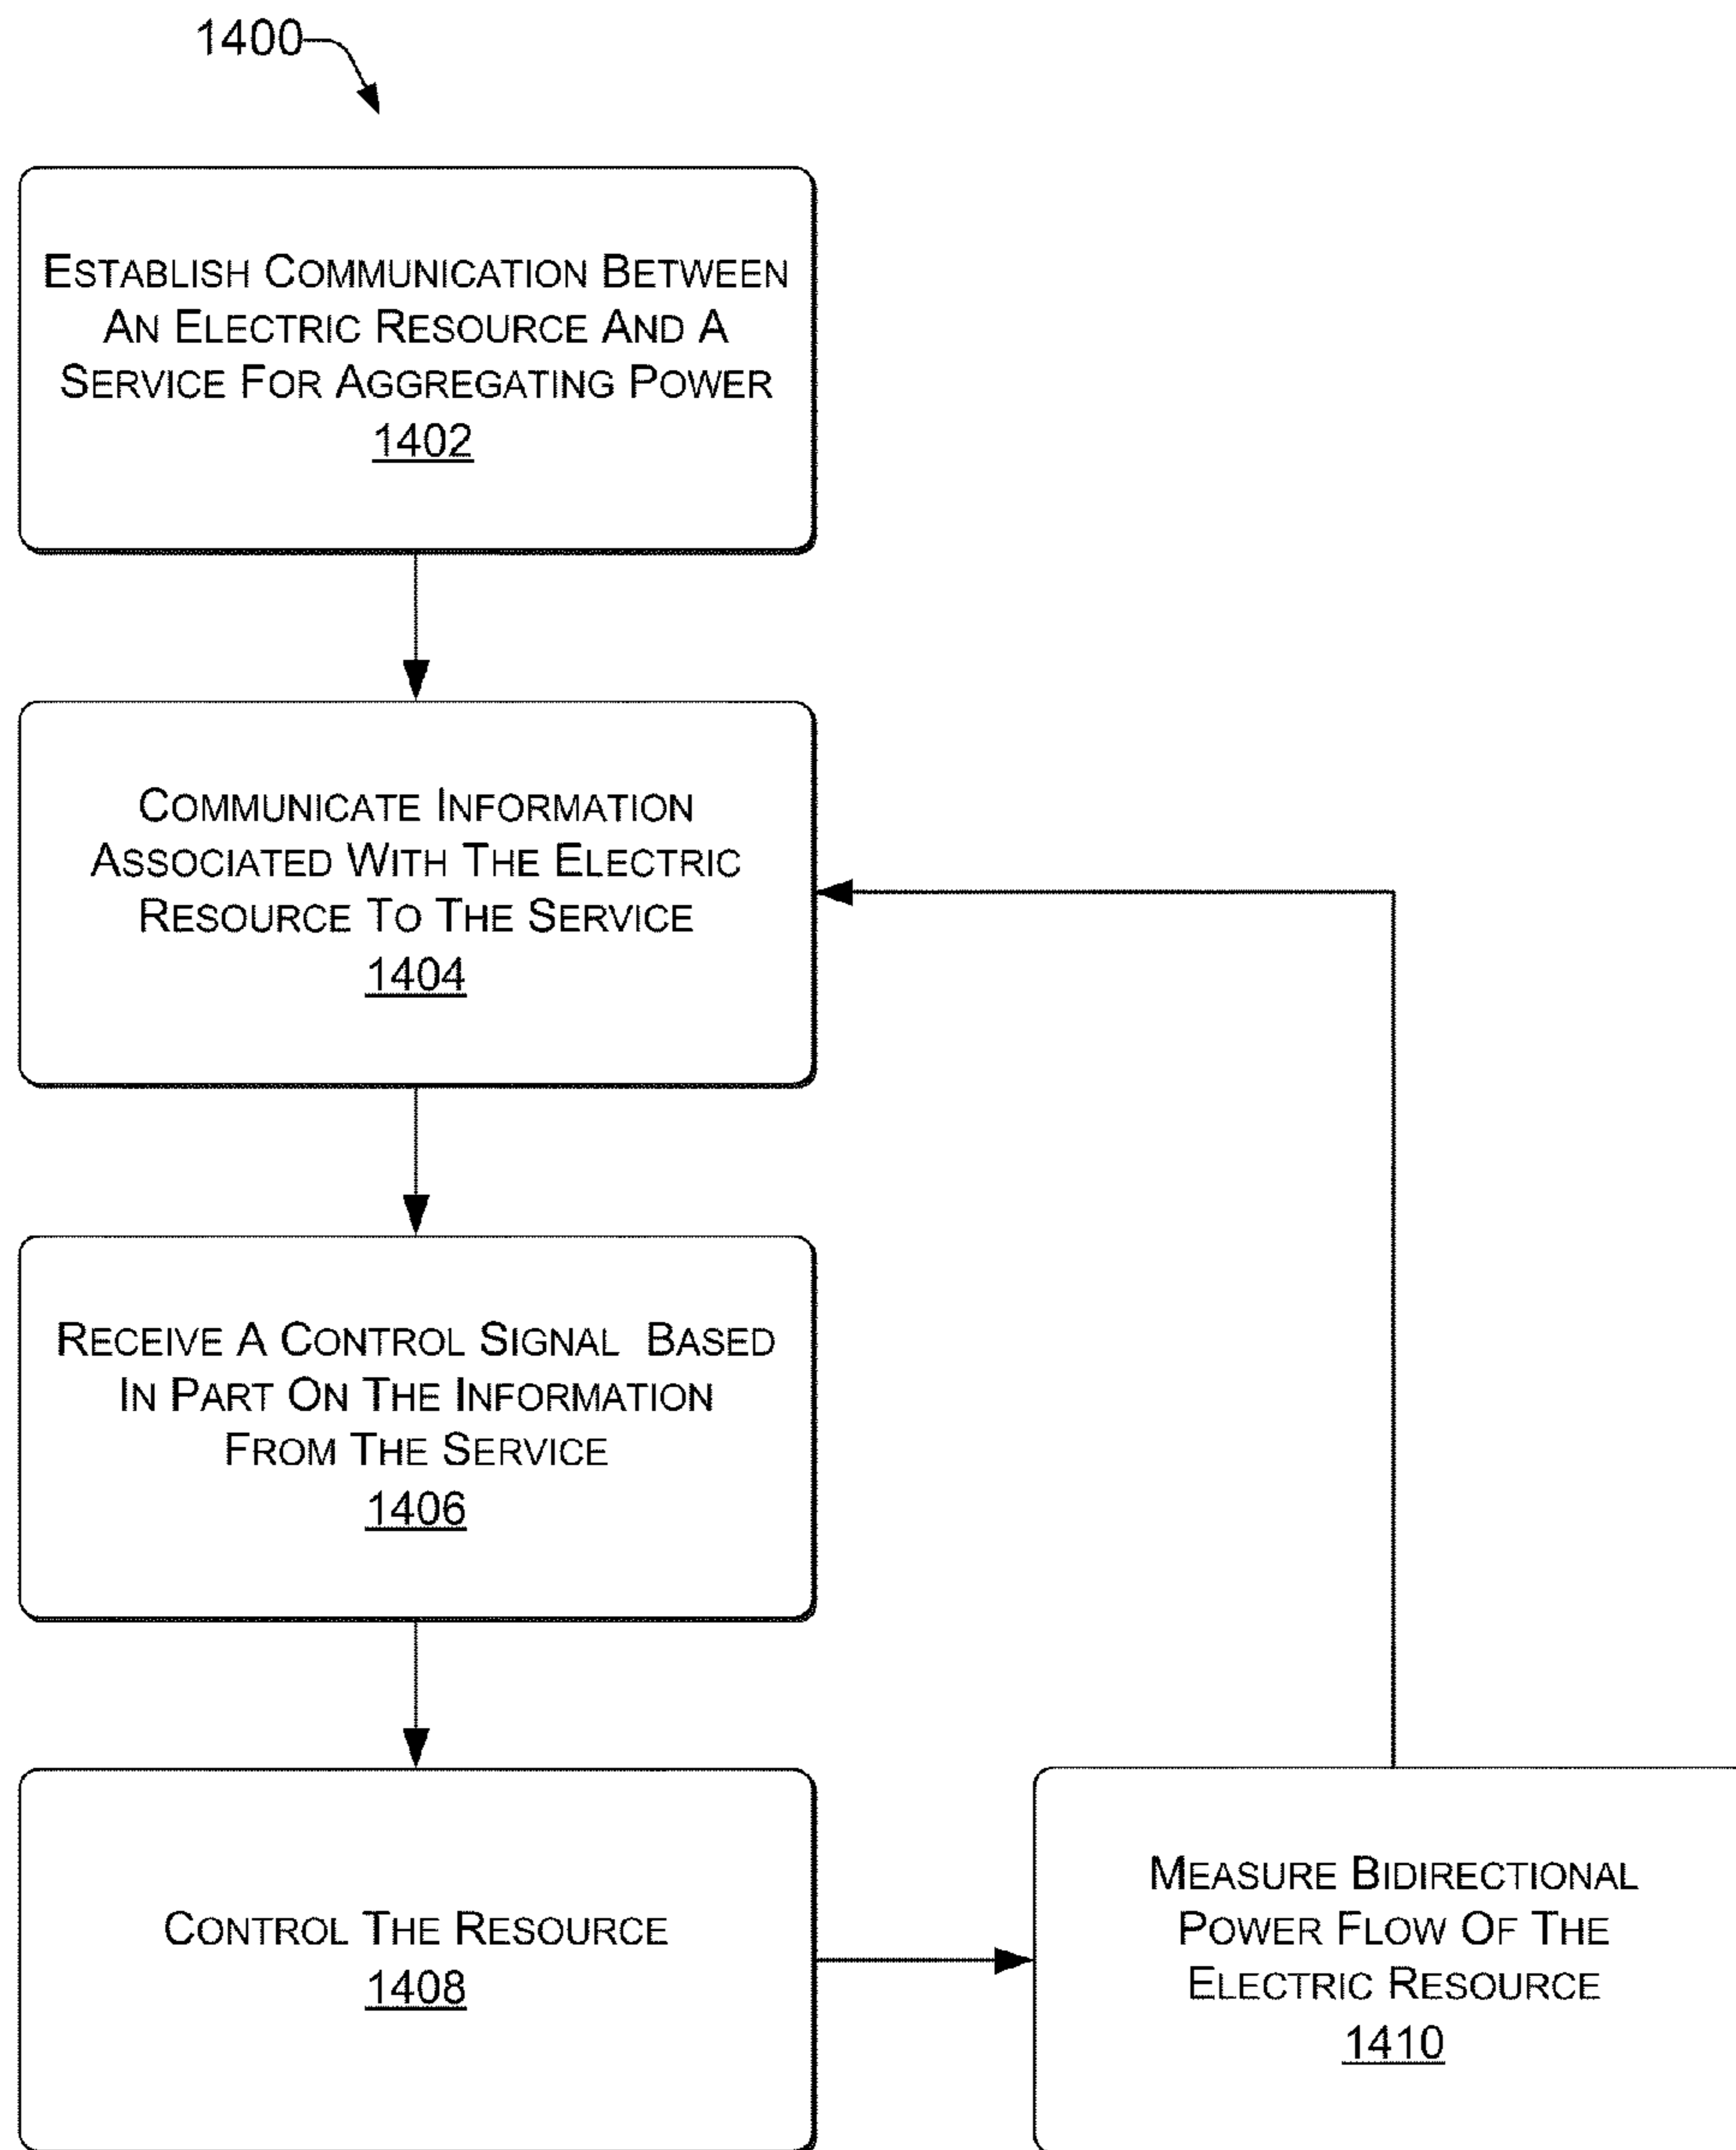 1400
ESTABLISH COMMUNICATION BETWEEN
AN ELECTRIC RESOURCE AND A
SERVICE FOR AGGREGATING POWER
1402
COMMUNICATE INFORMATION
ASSOCIATED WITH THE ELECTRIC
RESOURCE TO THE SERVICE
1404
RECEIVE A CONTROL SIGNAL BASED
IN PART ON THE INFORMATION
FROM THE SERVICE
1406
CONTROL THE RESOURCE
1408
MEASURE BIDIRECTIONAL
POWER FLOW OF THE
ELECTRIC RESOURCE
1410